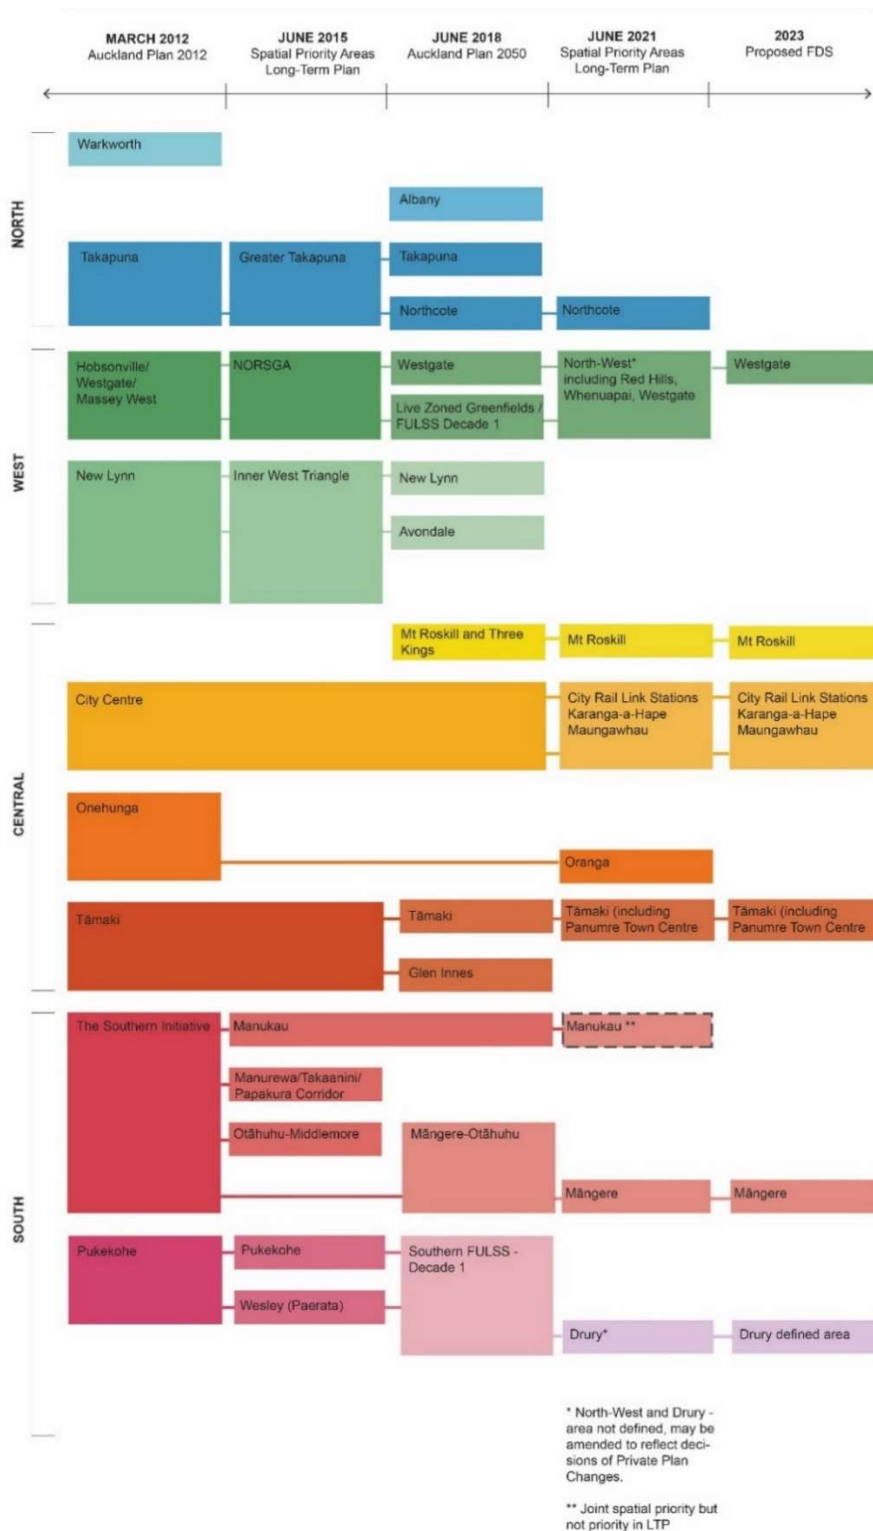 MARCH 2012
Auckland Plan 2012
JUNE 2015
Spatial Priority Areas
Long-Term Plan
JUNE 2018
Auckland Plan 2050
JUNE 2021
Spatial Priority Areas
Long-Term Plan
2023
Proposed FDS
NORTH
Warkworth
Albany
Takapuna
Greater Takapuna
Takapuna
Northcote
Northcote
WEST
Hobsonville/
Westgate/
Massey West
NORSGA
Westgate
Live Zoned Greenfields /
FULSS Decade 1
North-West*
including Red Hills,
Whenuapai, Westgate
Westgate
New Lynn
Inner West Triangle
New Lynn
Avondale
CENTRAL
Mt Roskill and Three
Kings
Mt Roskill
Mt Roskill
City Centre
City Rail Link Stations
Karanga-a-Hape
Maungawhau
City Rail Link Stations
Karanga-a-Hape
Maungawhau
Onehunga
Oranga
Tāmaki
Tāmaki
Glen Innes
Tāmaki (including
Panumre Town Centre
Tāmaki (including
Panumre Town Centre
SOUTH
The Southern Initiative
Manukau
Manukau **
Manurewa/Takaanini/
Papakura Corridor
Otāhuhu-Middlemore
Māngere-Otāhuhu
Māngere
Māngere
Pukekohe
Pukekohe
Wesley (Paerata)
Southern FULSS -
Decade 1
Drury*
Drury defined area
* North-West and Drury -
area not defined, may be
amended to reflect deci-
sions of Private Plan
Changes.
** Joint spatial priority but
not priority in LTP